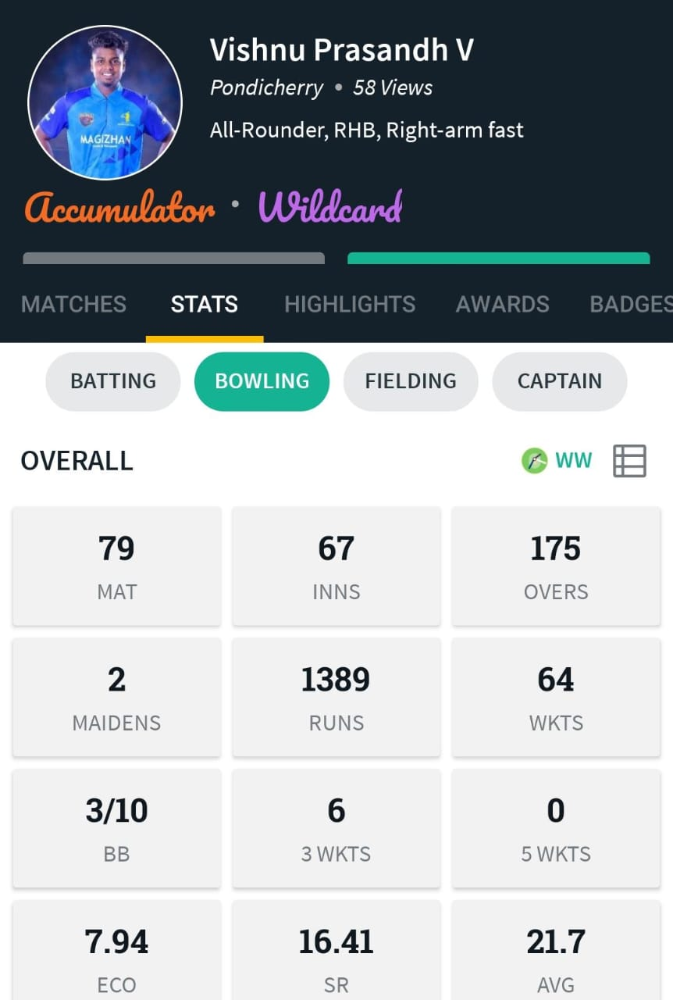 Vishnu Prasandh V
Pondicherry • 58 Views
All-Rounder, RHB, Right-arm fast
MAGIZHAN
Accumulator • Wildcard
MATCHES STATS HIGHLIGHTS AWARDS BADGES
BATTING BOWLING FIELDING CAPTAIN
OVERALL WW
79 67 175
MAT INNS OVERS
2 1389 64
MAIDENS RUNS WKTS
3/10 6 0
BB 3 WKTS 5 WKTS
7.94 16.41 21.7
ECO SR AVG